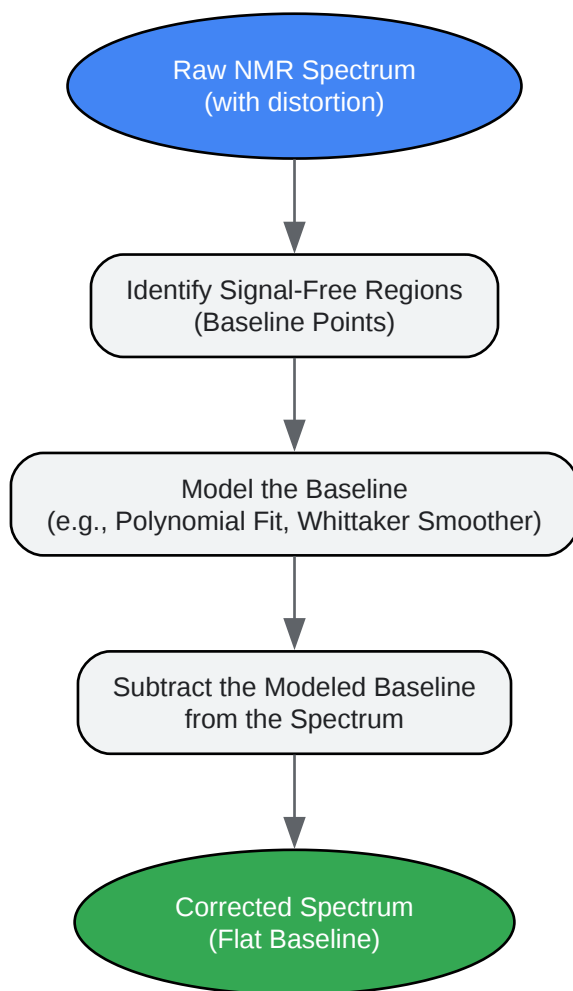 Raw NMR Spectrum
(with distortion)
Identify Signal-Free Regions
(Baseline Points)
Model the Baseline
(e.g., Polynomial Fit, Whittaker Smoother)
Subtract the Modeled Baseline
from the Spectrum
Corrected Spectrum
(Flat Baseline)